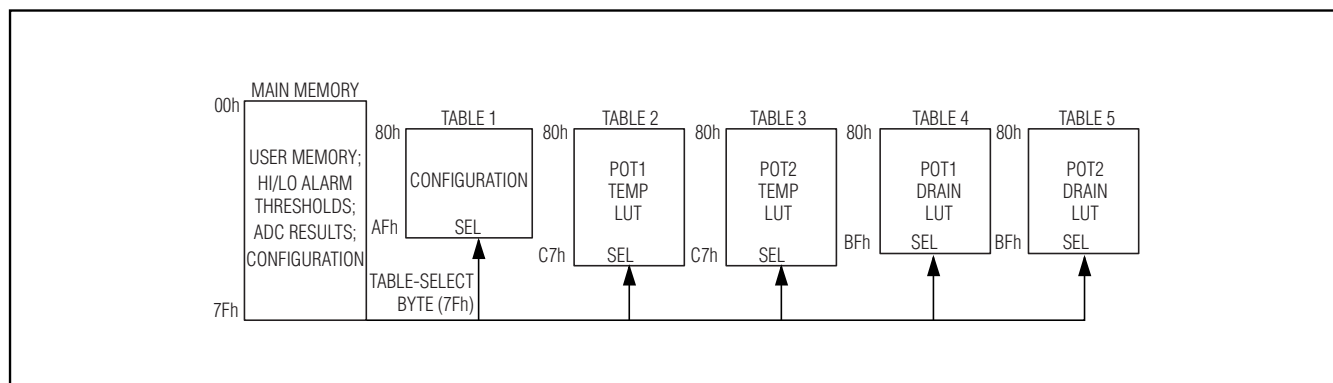 MAIN MEMORY
00h
USER MEMORY;
HI/LO ALARM
THRESHOLDS;
ADC RESULTS;
CONFIGURATION
7Fh
TABLE 1
80h
CONFIGURATION
AFh
SEL
TABLE-SELECT
BYTE (7Fh)
TABLE 2
80h
POT1
TEMP
LUT
C7h
SEL
TABLE 3
80h
POT2
TEMP
LUT
C7h
SEL
TABLE 4
80h
POT1
DRAIN
LUT
BFh
SEL
TABLE 5
80h
POT2
DRAIN
LUT
BFh
SEL